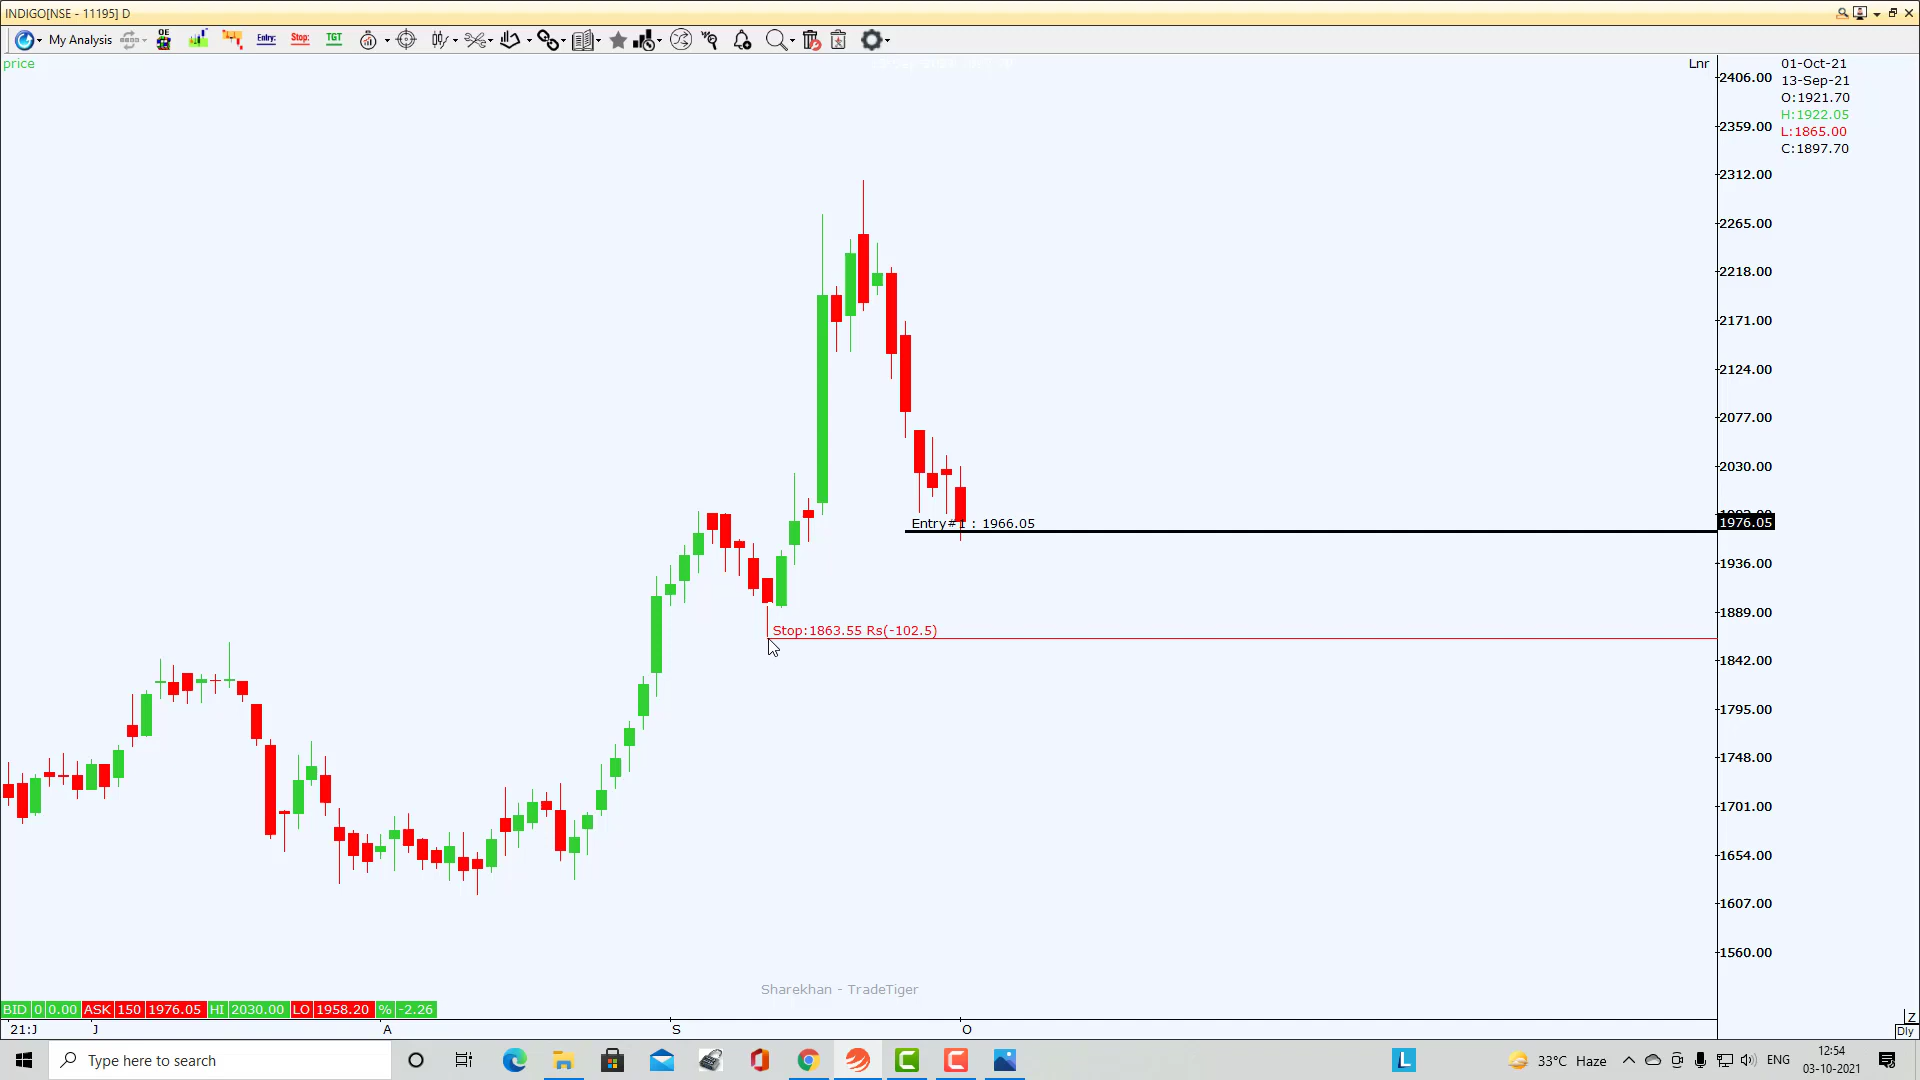 INDIGO[NSE - 11195] D
My Analysis
OE
Entry:
Stop:
TGT
price
Lnr
2406.00
2359.00
2312.00
2265.00
2218.00
2171.00
2124.00
2077.00
2030.00
1976.05
1936.00
1889.00
1842.00
1795.00
1748.00
1701.00
1654.00
1607.00
1560.00
01-Oct-21
13-Sep-21
O:1921.70
H:1922.05
L:1865.00
C:1897.70
Entry#1 : 1966.05
Stop:1863.55 Rs(-102.5)
Sharekhan - TradeTiger
BID 0 0.00 ASK 150 1976.05 HI 2030.00 LO 1958.20 % -2.26
21:J J A S O
Z
Dly
Type here to search
L
33°C Haze
ENG
12:54
03-10-2021